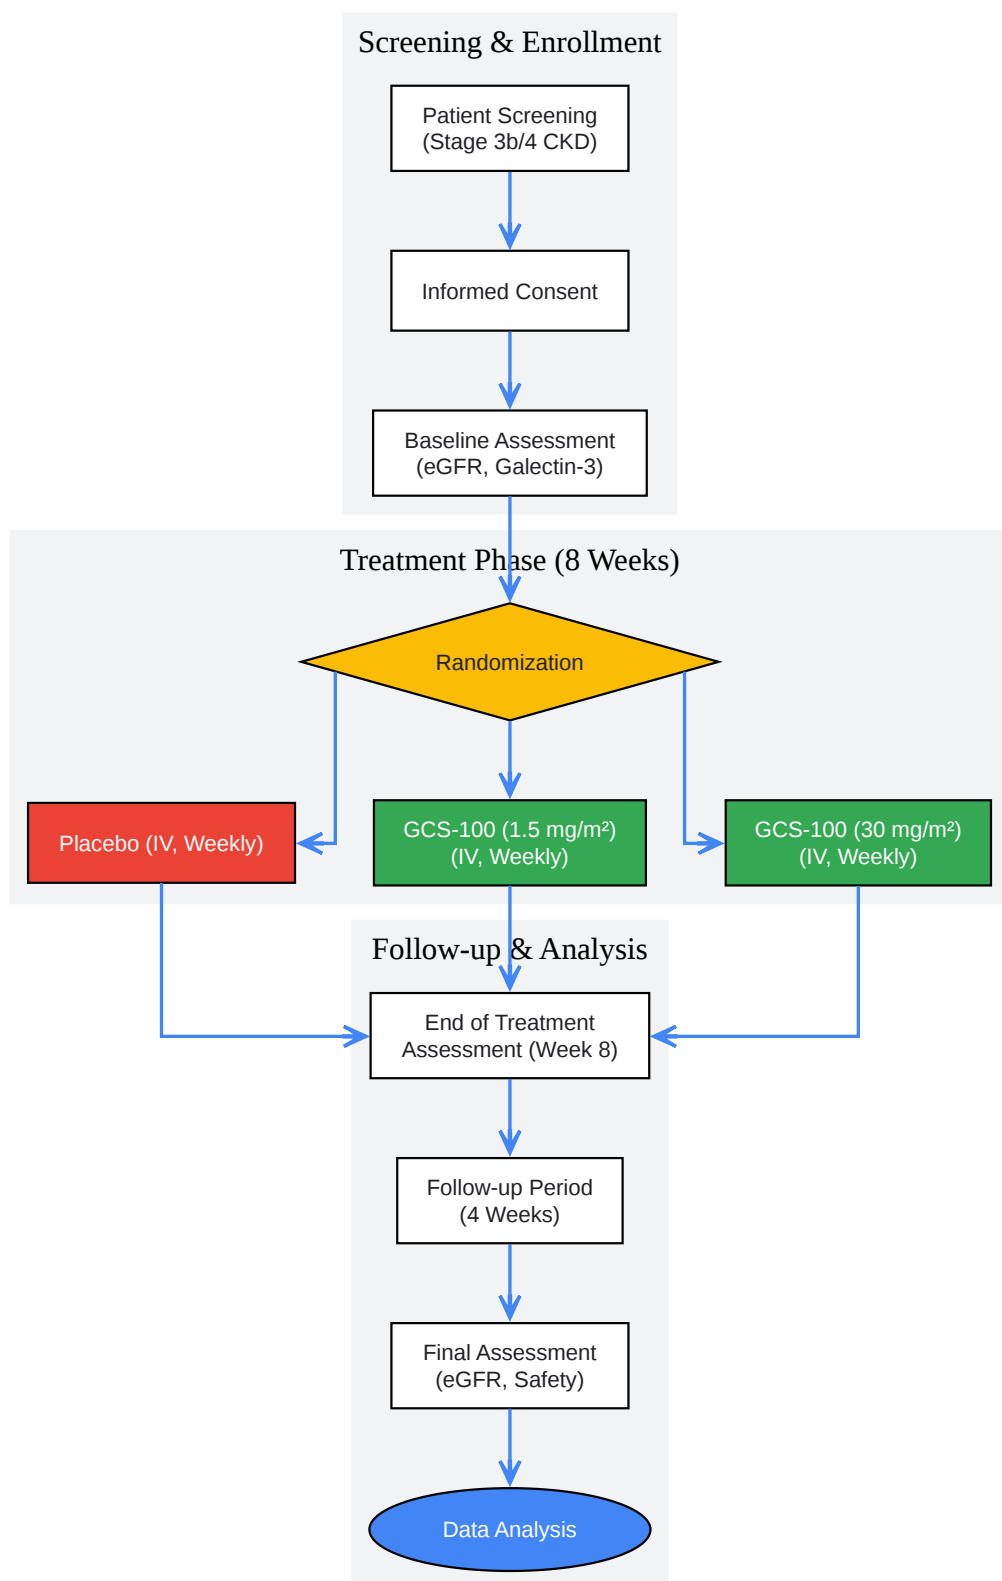 Screening & Enrollment
Patient Screening
(Stage 3b/4 CKD)
Informed Consent
Baseline Assessment
(eGFR, Galectin-3)
Treatment Phase (8 Weeks)
Randomization
Placebo (IV, Weekly)
GCS-100 (1.5 mg/m²)
(IV, Weekly)
GCS-100 (30 mg/m²)
(IV, Weekly)
Follow-up & Analysis
End of Treatment
Assessment (Week 8)
Follow-up Period
(4 Weeks)
Final Assessment
(eGFR, Safety)
Data Analysis